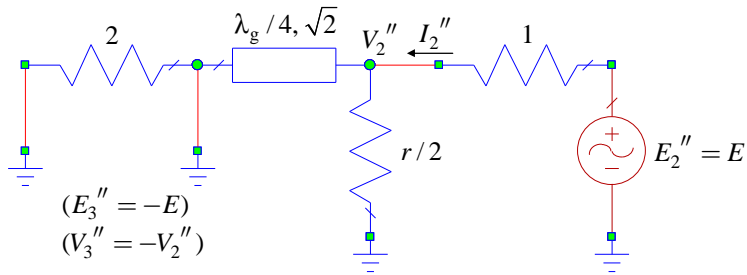 2
λg/4, √2
V2″
I2″
1
r/2
+
−
E2″ = E
(E3″ = −E)
(V3″ = −V2″)